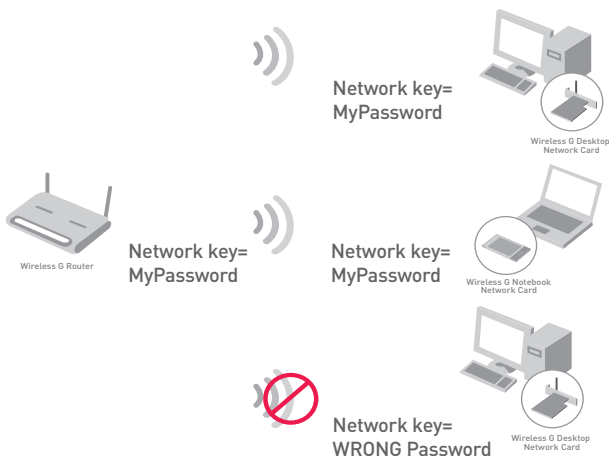 Network key=
MyPassword
Wireless G Desktop
Network Card
Wireless G Router
Network key=
MyPassword
Network key=
MyPassword
Wireless G Notebook
Network Card
Network key=
WRONG Password
Wireless G Desktop
Network Card